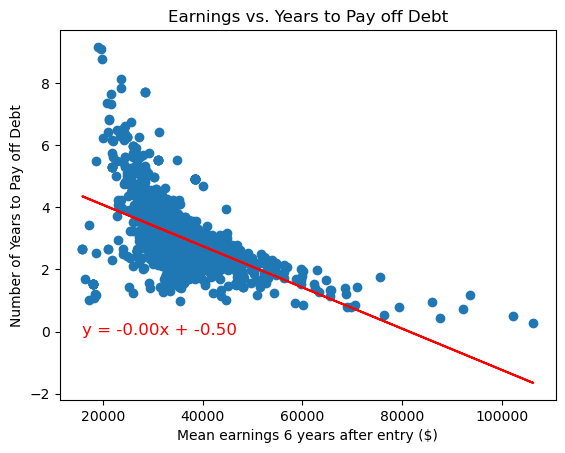 Earnings vs. Years to Pay off Debt
Number of Years to Pay off Debt
8
6
4
2
0
−2
y = -0.00x + -0.50
20000 40000 60000 80000 100000
Mean earnings 6 years after entry ($)